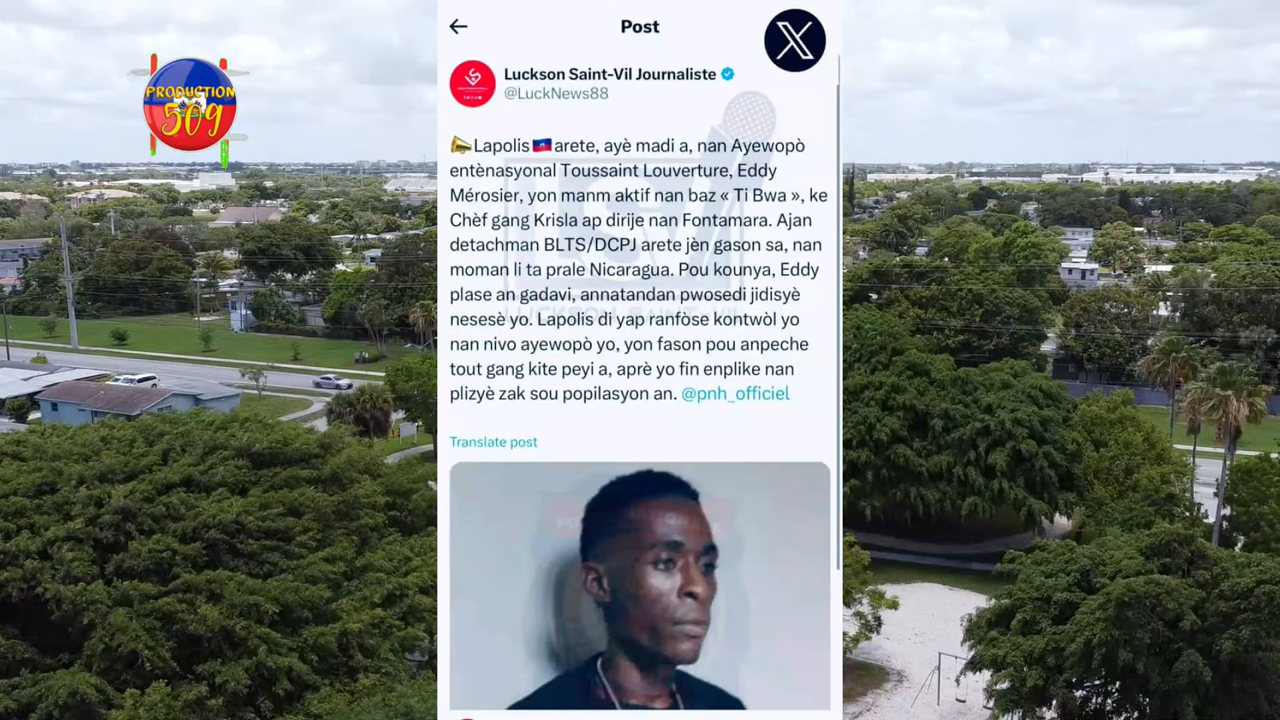 PRODUCTION
509
Post
X
Luckson Saint-Vil Journaliste
@LuckNews88
Lapolis arete, ayè madi a, nan Ayewopò
entènasyonal Toussaint Louverture, Eddy
Mérosier, yon manm aktif nan baz « Ti Bwa », ke
Chèf gang Krisla ap dirije nan Fontamara. Ajan
detachman BLTS/DCPJ arete jèn gason sa, nan
moman li ta prale Nicaragua. Pou kounya, Eddy
plase an gadavi, annatandan pwosedi jidisyè
nesesè yo. Lapolis di yap ranfòse kontwòl yo
nan nivo ayewopò yo, yon fason pou anpeche
tout gang kite peyi a, aprè yo fin enplike nan
plizyè zak sou popilasyon an. @pnh_officiel
Translate post